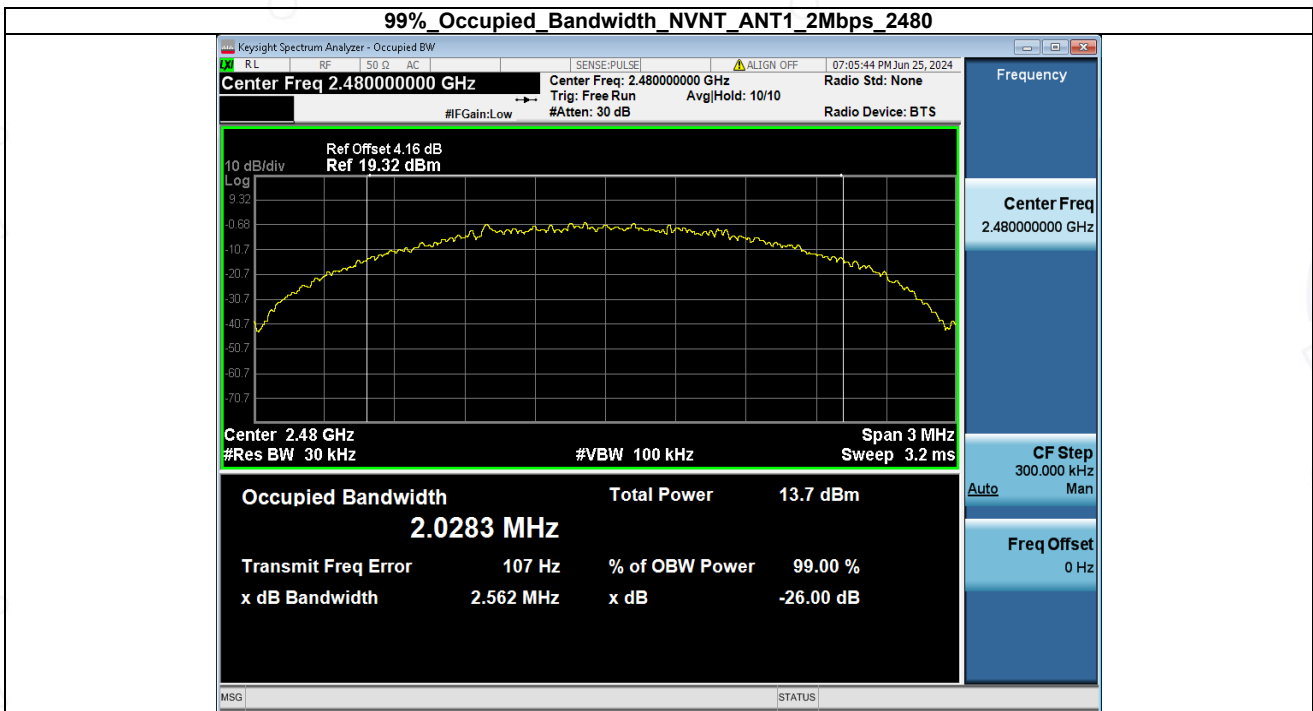 99%_Occupied_Bandwidth_NVNT_ANT1_2Mbps_2480
Keysight Spectrum Analyzer - Occupied BW
LXI RL RF 50 Ω AC SENSE:PULSE ALIGN OFF 07:05:44 PM Jun 25, 2024
Center Freq 2.480000000 GHz
Center Freq: 2.480000000 GHz Radio Std: None
Trig: Free Run Avg|Hold: 10/10
#IFGain:Low #Atten: 30 dB Radio Device: BTS
Ref Offset 4.16 dB
10 dB/div Ref 19.32 dBm
Log
9.32
-0.68
-10.7
-20.7
-30.7
-40.7
-50.7
-60.7
-70.7
Center 2.48 GHz Span 3 MHz
#Res BW 30 kHz #VBW 100 kHz Sweep 3.2 ms
Occupied Bandwidth Total Power 13.7 dBm
2.0283 MHz
Transmit Freq Error 107 Hz % of OBW Power 99.00 %
x dB Bandwidth 2.562 MHz x dB -26.00 dB
MSG STATUS
Frequency
Center Freq
2.480000000 GHz
CF Step
300.000 kHz
Auto Man
Freq Offset
0 Hz